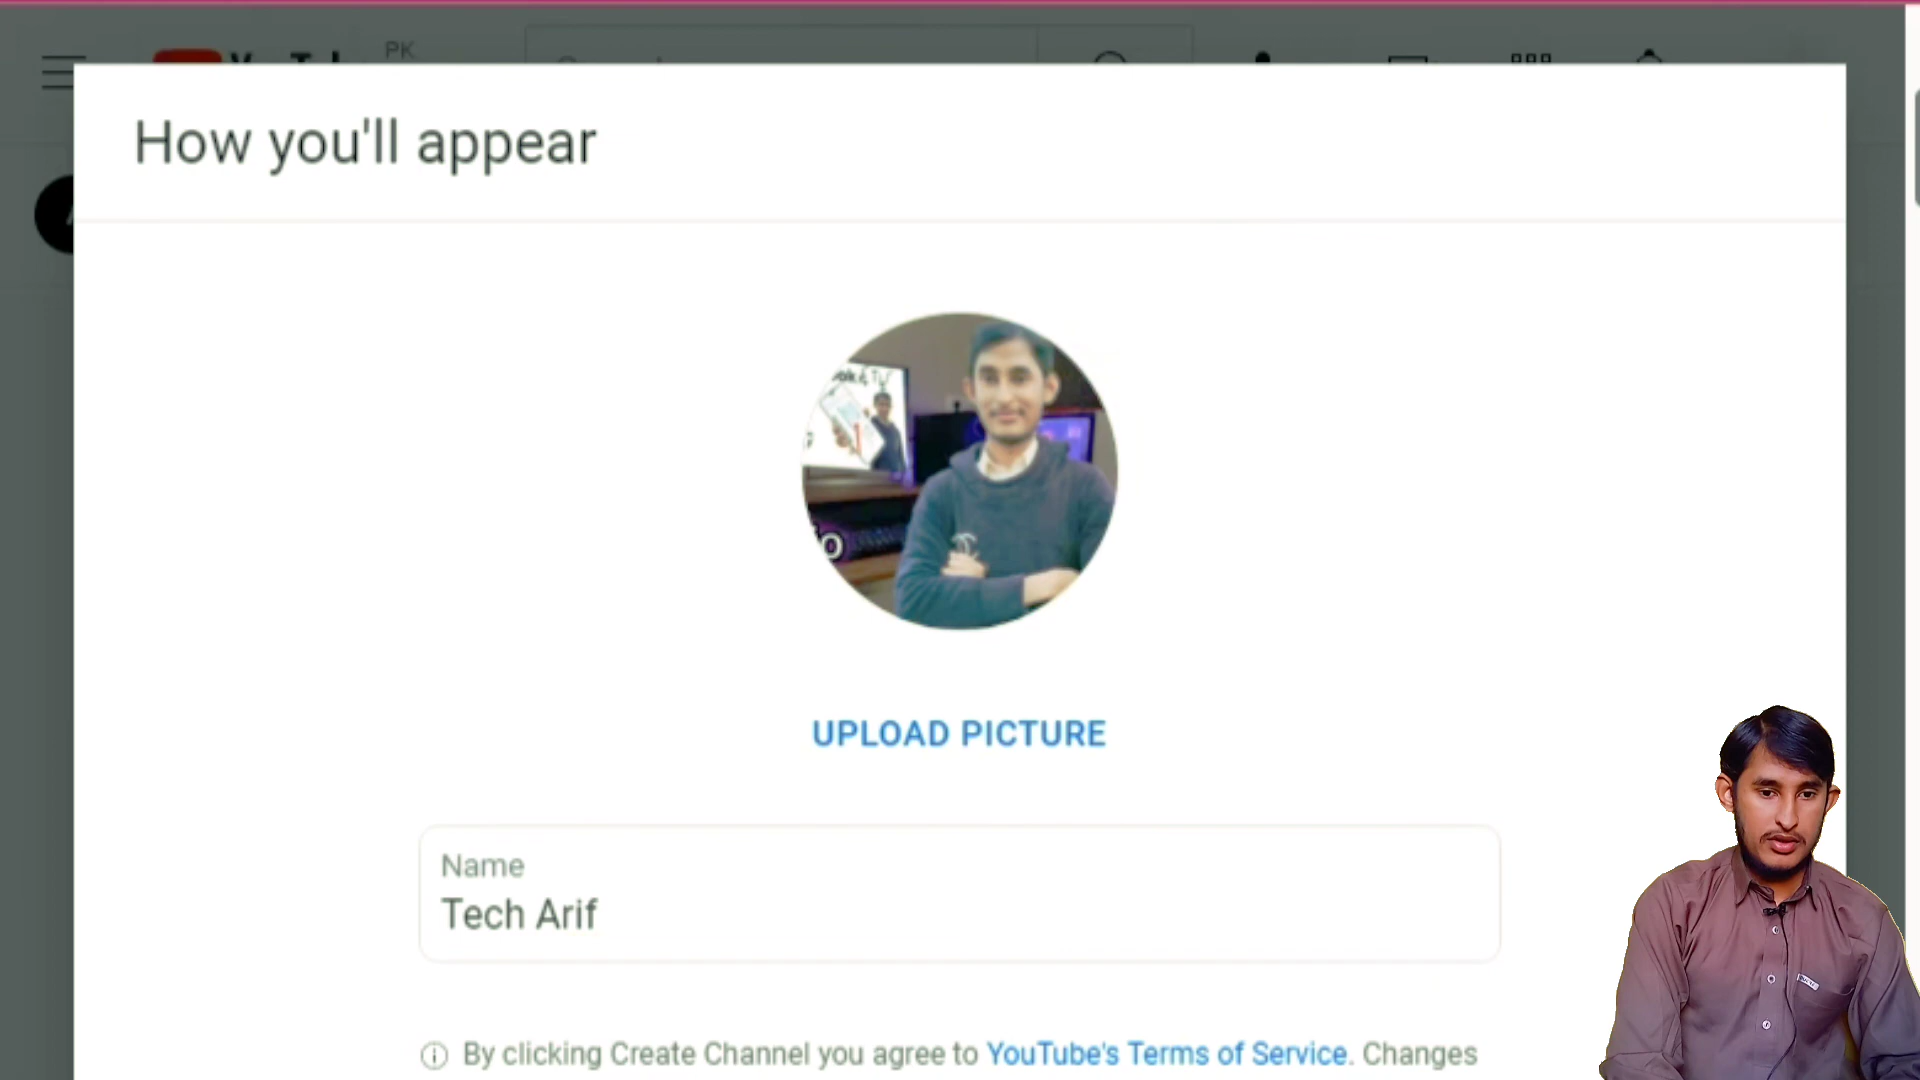 PK
How you'll appear
UPLOAD PICTURE
Name
Tech Arif
By clicking Create Channel you agree to YouTube's Terms of Service. Changes